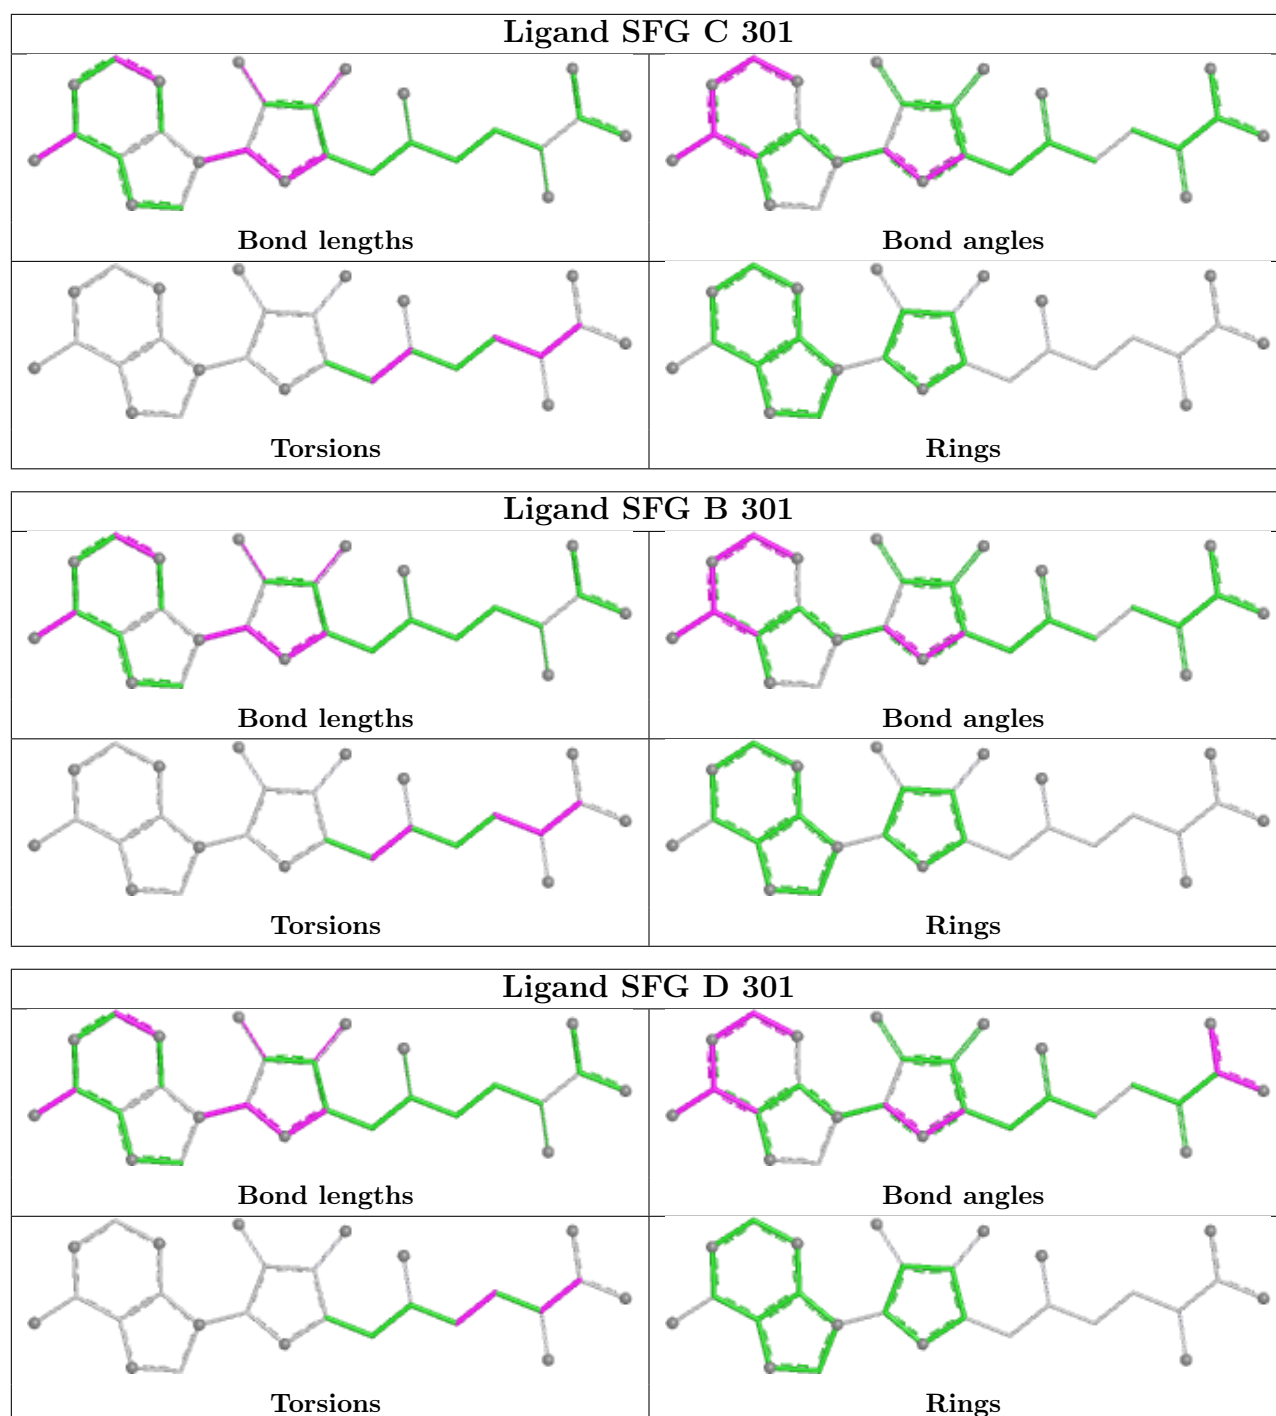 Ligand SFG C 301
Bond lengths
Bond angles
Torsions
Rings
Ligand SFG B 301
Bond lengths
Bond angles
Torsions
Rings
Ligand SFG D 301
Bond lengths
Bond angles
Torsions
Rings